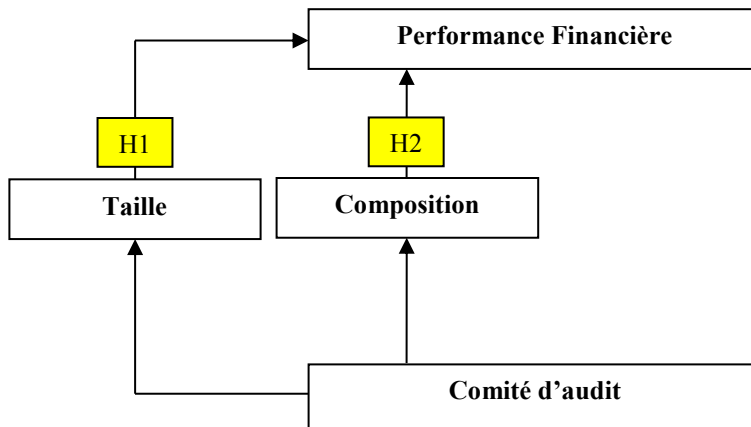 Performance Financière
H1
H2
Taille
Composition
Comité d’audit